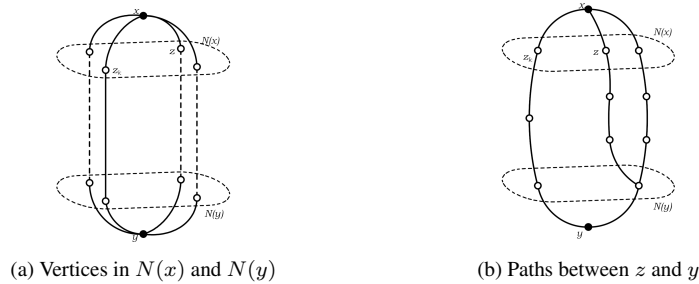 x
N(x)
z
z_k
N(y)
y
(a) Vertices in N(x) and N(y)
x
N(x)
z_k
z
N(y)
y
(b) Paths between z and y